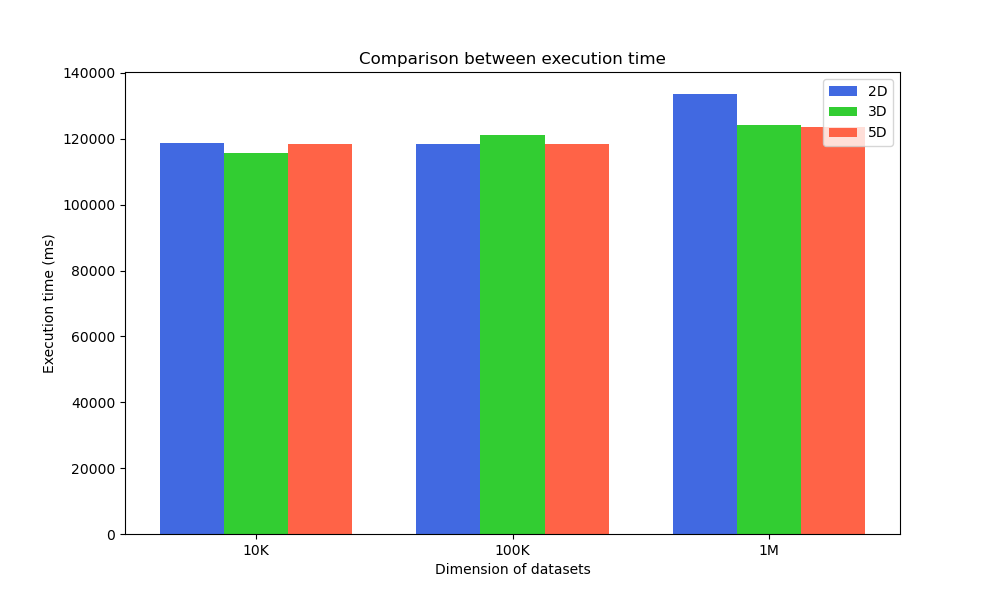 Comparison between execution time
140000
120000
100000
80000
60000
40000
20000
0
Execution time (ms)
2D
3D
5D
10K
100K
1M
Dimension of datasets